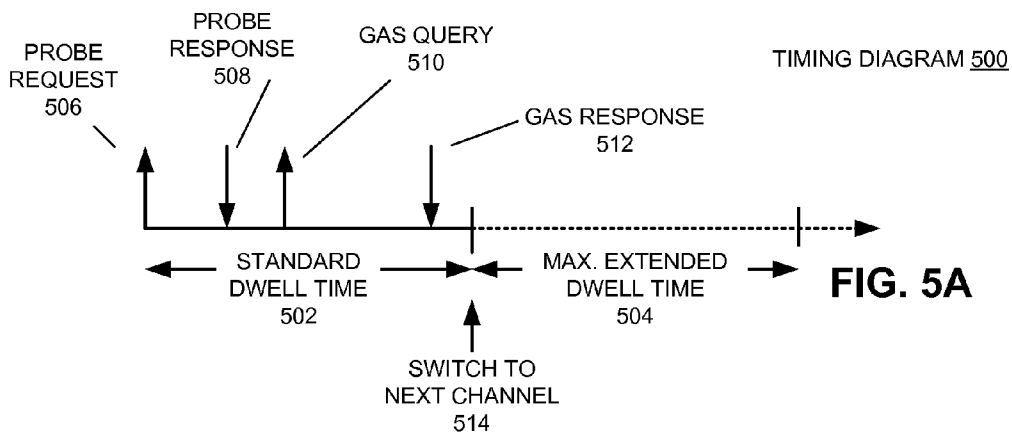 PROBE
REQUEST
506
PROBE
RESPONSE
508
GAS QUERY
510
GAS RESPONSE
512
TIMING DIAGRAM 500
STANDARD
DWELL TIME
502
MAX. EXTENDED
DWELL TIME
504
FIG. 5A
SWITCH TO
NEXT CHANNEL
514